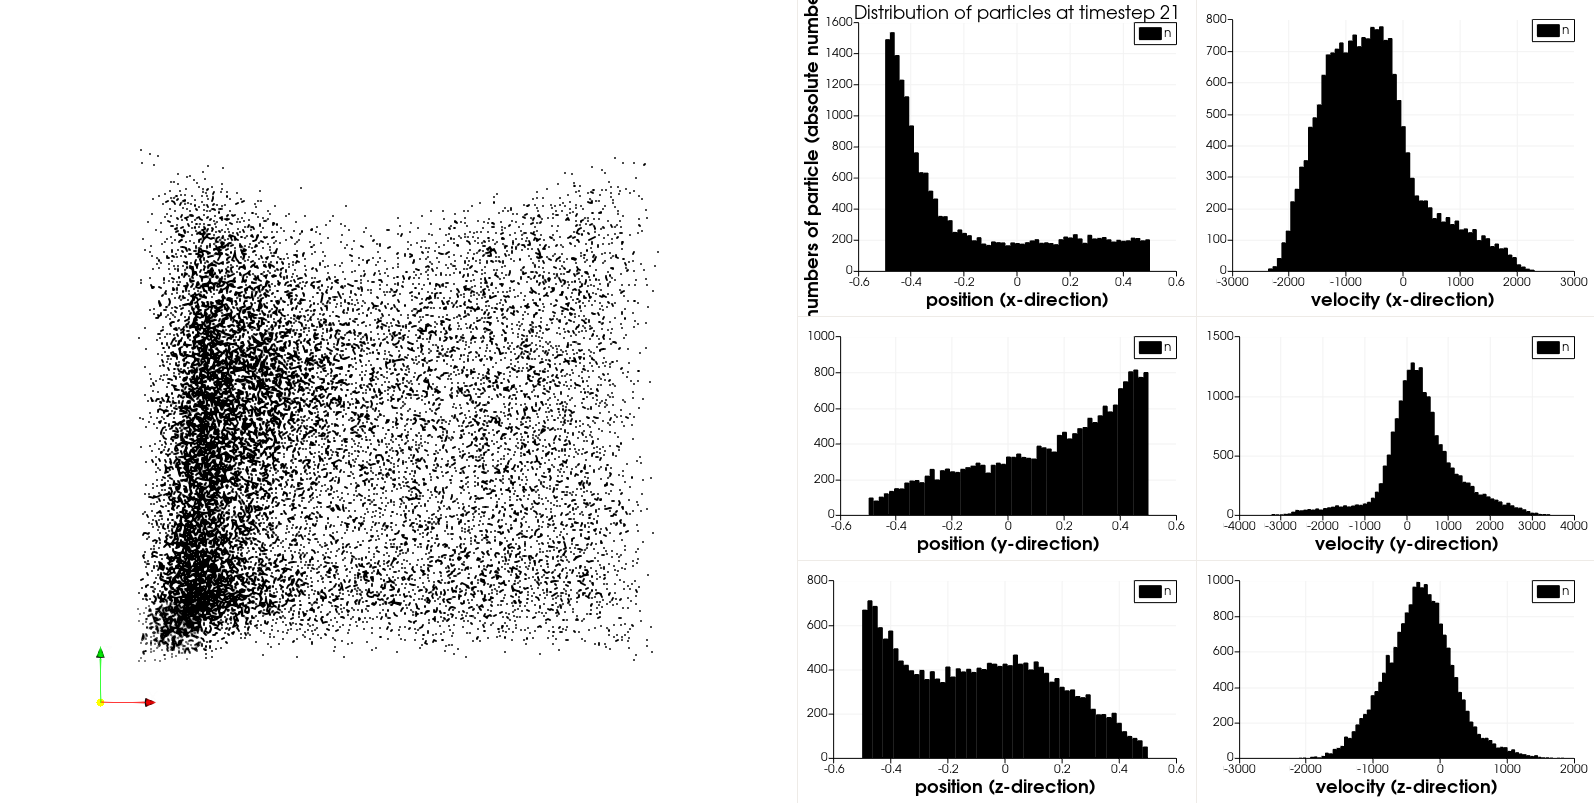 Distribution of particles at timestep 21
numbers of particle (absolute numbe
n
1600
1400
1200
1000
800
600
400
200
0
-0.6 -0.4 -0.2 0 0.2 0.4 0.6
position (x-direction)
n
800
700
600
500
400
300
200
100
0
-3000 -2000 -1000 0 1000 2000 3000
velocity (x-direction)
n
1000
800
600
400
200
0
-0.6 -0.4 -0.2 0 0.2 0.4 0.6
position (y-direction)
n
1500
1000
500
0
-4000 -3000 -2000 -1000 0 1000 2000 3000 4000
velocity (y-direction)
n
800
600
400
200
0
-0.6 -0.4 -0.2 0 0.2 0.4 0.6
position (z-direction)
n
1000
800
600
400
200
0
-3000 -2000 -1000 0 1000 2000
velocity (z-direction)